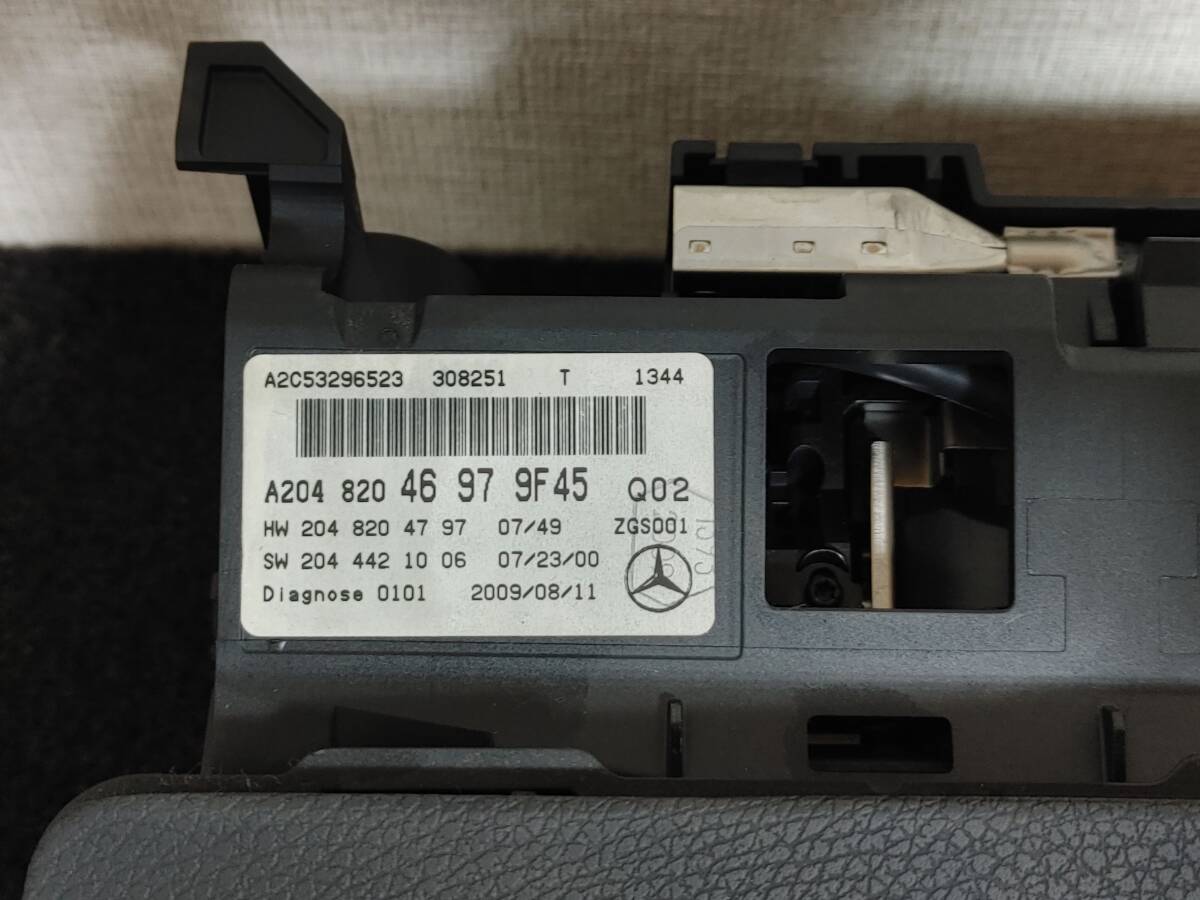 A2C53296523 308251 T 1344
A204 820 46 97 9F45 Q02
HW 204 820 4 97 07/49 ZGS001
SW 204 442 10 06 07/23/00
Diagnose 0101 2009/08/11